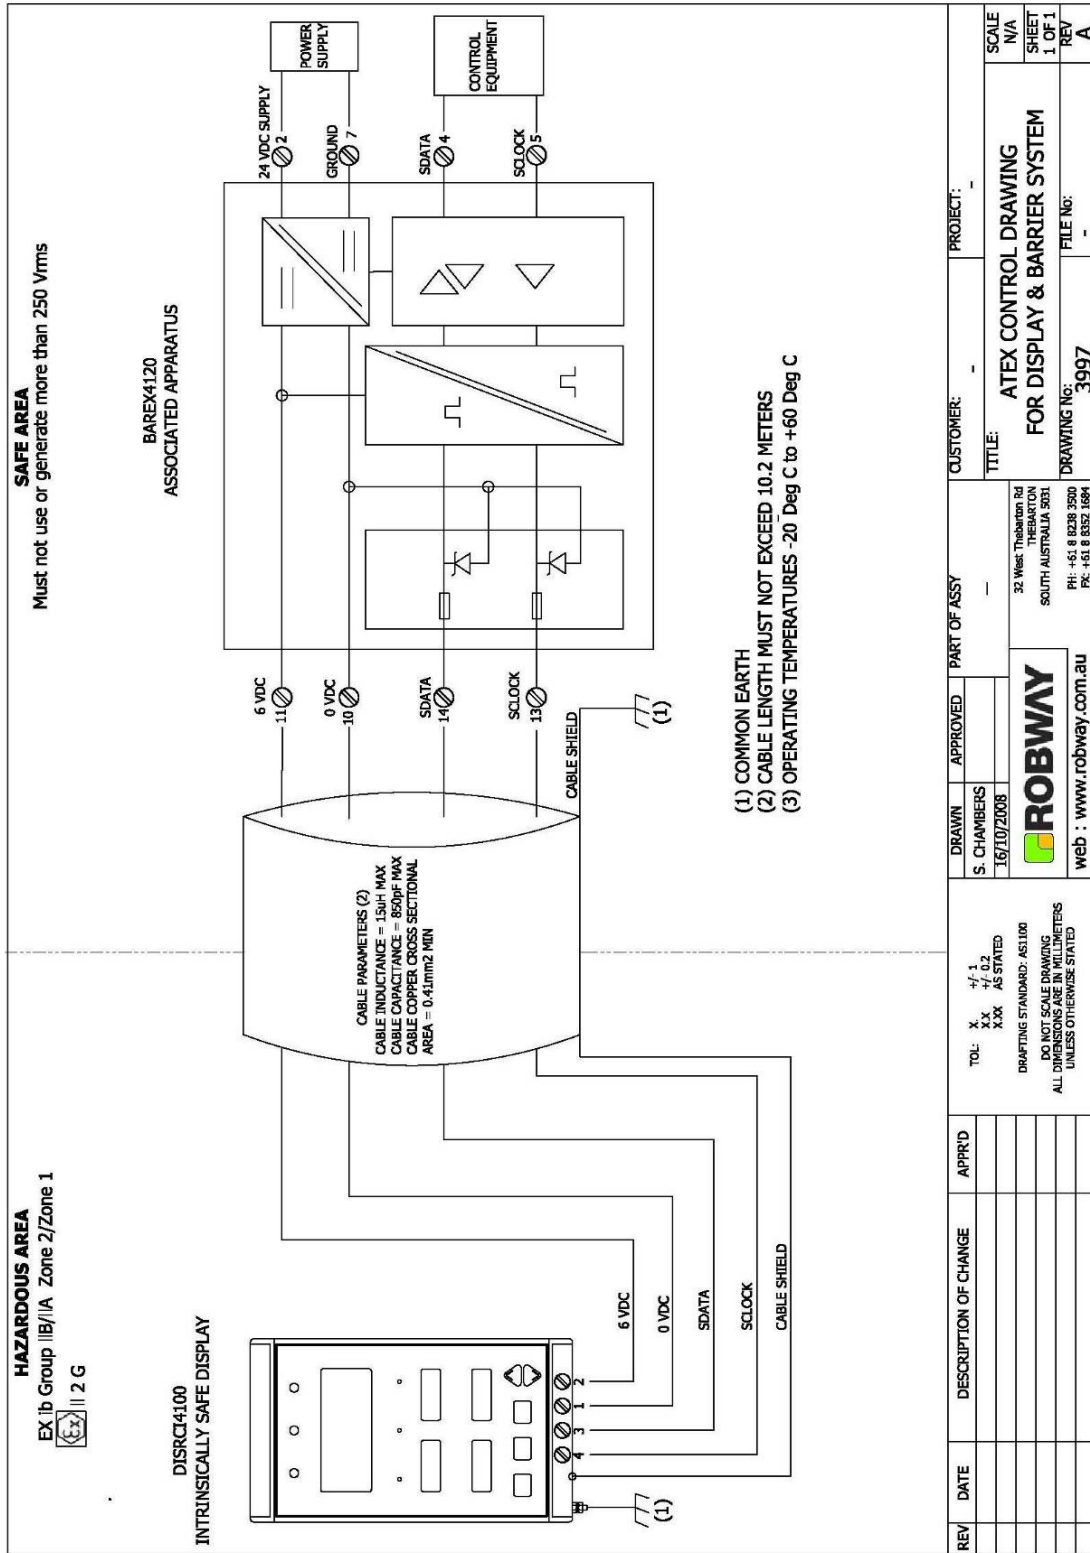 HAZARDOUS AREA
EX ib Group IIB/IIA Zone 2/Zone 1
Ex II 2 G
SAFE AREA
Must not use or generate more than 250 Vrms
DISRCI4100
INTRINSICALLY SAFE DISPLAY
BAREX4120
ASSOCIATED APPARATUS
2
1
3
4
(1)
6 VDC
0 VDC
SDATA
SCLOCK
CABLE SHIELD
CABLE PARAMETERS (2)
CABLE INDUCTANCE = 15uH MAX
CABLE CAPACITANCE = 850pF MAX
CABLE COPPER CROSS SECTIONAL
AREA = 0.41mm2 MIN
6 VDC
11
0 VDC
10
SDATA
14
SCLOCK
13
CABLE SHIELD
(1)
24 VDC SUPPLY
2
GROUND
7
SDATA
4
SCLOCK
5
POWER
SUPPLY
CONTROL
EQUIPMENT
(1) COMMON EARTH
(2) CABLE LENGTH MUST NOT EXCEED 10.2 METERS
(3) OPERATING TEMPERATURES -20 Deg C to +60 Deg C
REV DATE DESCRIPTION OF CHANGE APPR'D
TOL: X. +/- 1
X.X +/- 0.2
X.XX AS STATED
DRAFTING STANDARD: AS1100
DO NOT SCALE DRAWING
ALL DIMENSIONS ARE IN MILLIMETERS
UNLESS OTHERWISE STATED
DRAWN
S. CHAMBERS
16/10/2008
APPROVED
PART OF ASSY
—
ROBWAY
web : www.robway.com.au
32 West Thebarton Rd
THEBARTON
SOUTH AUSTRALIA 5031
PH: +61 8 8238 3500
FX: +61 8 8352 1684
CUSTOMER:
-
PROJECT:
-
TITLE:
ATEX CONTROL DRAWING
FOR DISPLAY & BARRIER SYSTEM
DRAWING No:
3997
FILE No:
-
SCALE
N/A
SHEET
1 OF 1
REV
A